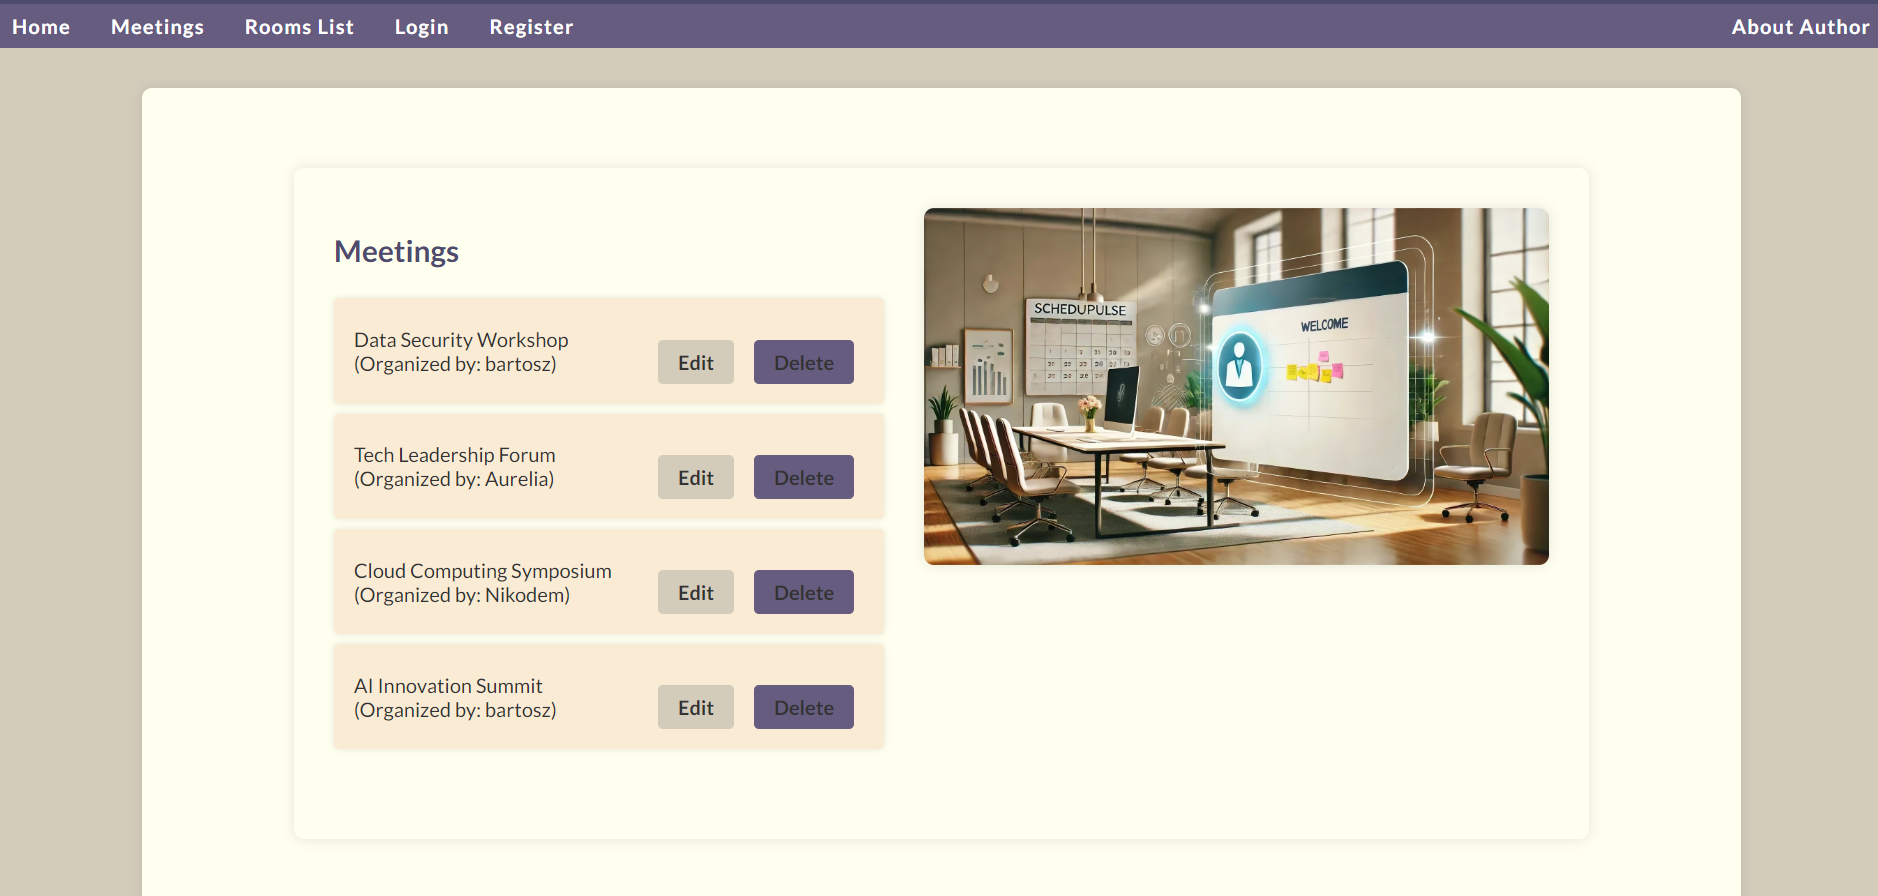 Home Meetings Rooms List Login Register About Author
Meetings
Data Security Workshop
(Organized by: bartosz)
Edit Delete
Tech Leadership Forum
(Organized by: Aurelia)
Edit Delete
Cloud Computing Symposium
(Organized by: Nikodem)
Edit Delete
AI Innovation Summit
(Organized by: bartosz)
Edit Delete
SCHEDUPULSE
WELCOME